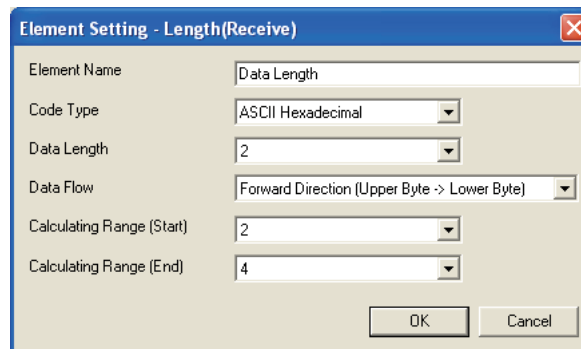 Element Setting - Length(Receive)
Element Name Data Length
Code Type ASCII Hexadecimal
Data Length 2
Data Flow Forward Direction (Upper Byte -> Lower Byte)
Calculating Range (Start) 2
Calculating Range (End) 4
OK Cancel